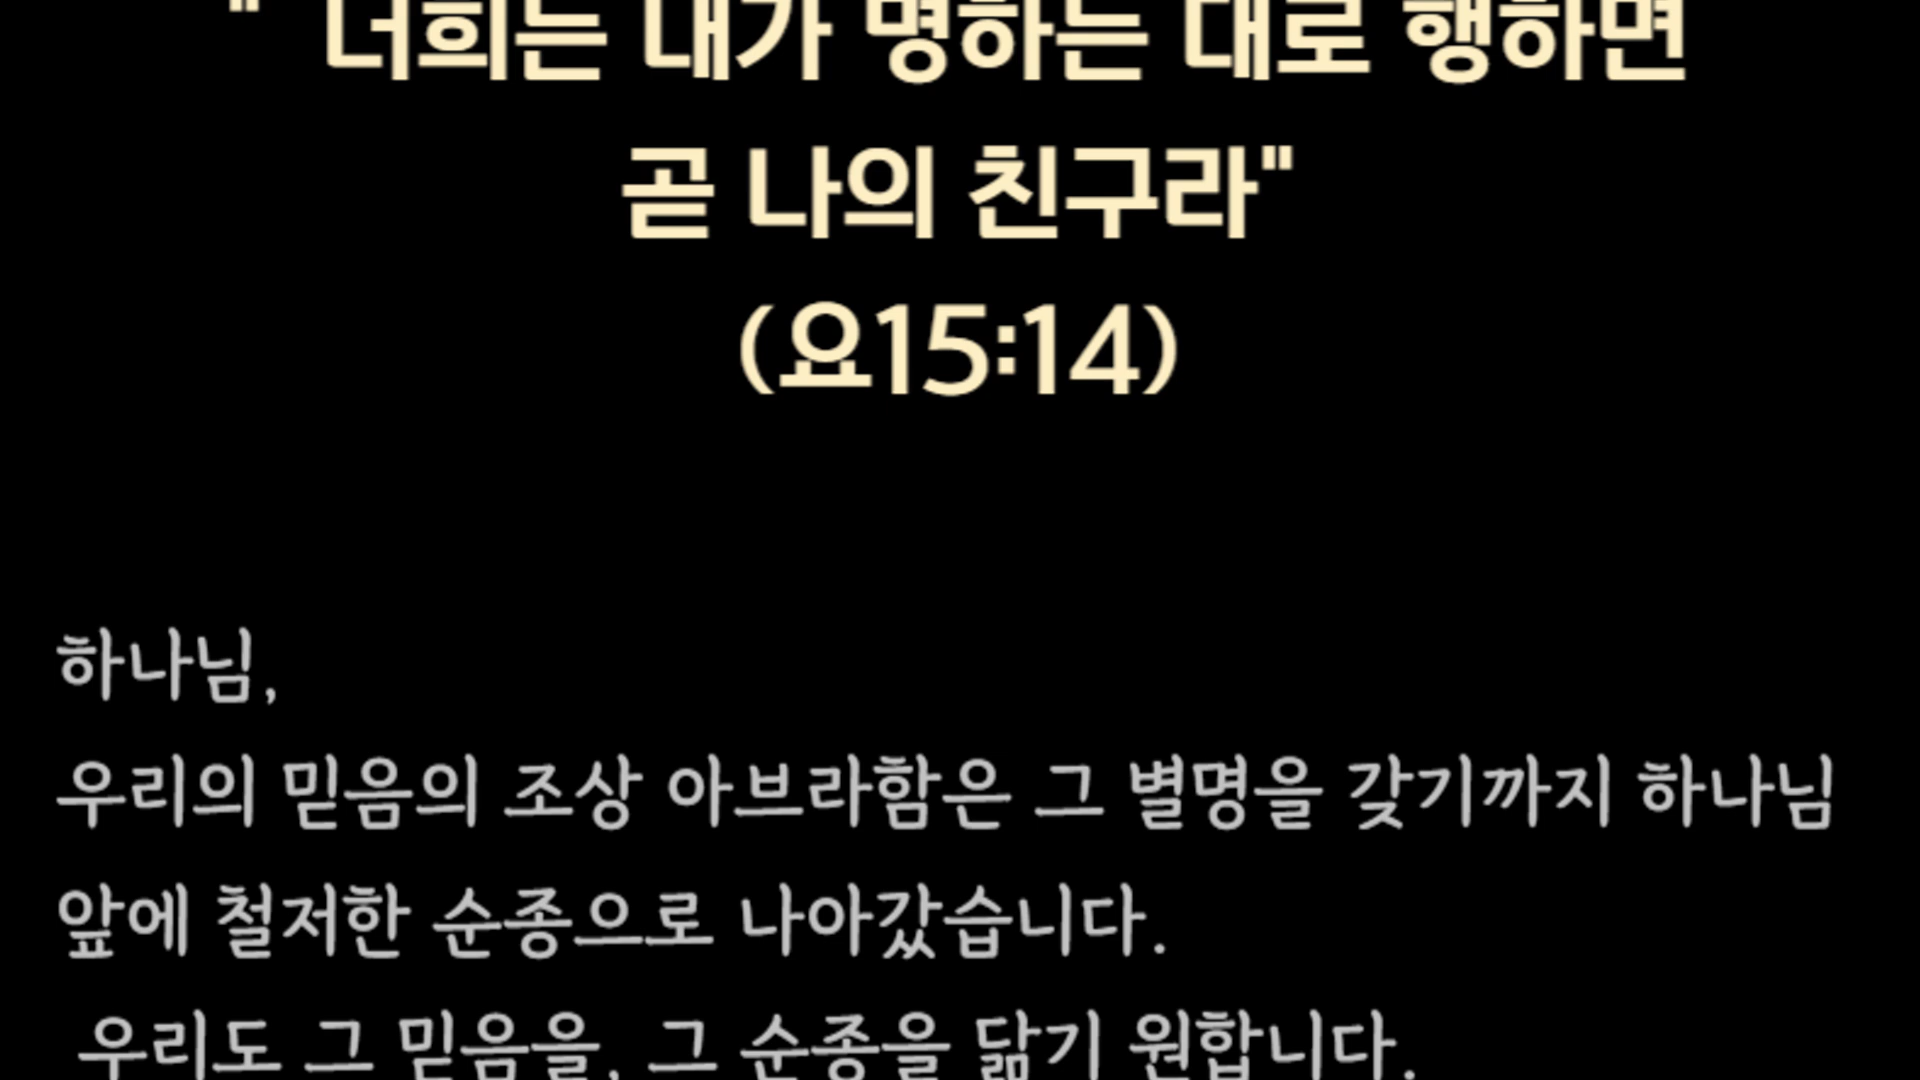 " 너희는 내가 명하는 대로 행하면
곧 나의 친구라"
(요15:14)
하나님,
우리의 믿음의 조상 아브라함은 그 별명을 갖기까지 하나님
앞에 철저한 순종으로 나아갔습니다.
우리도 그 믿음을, 그 순종을 닮기 원합니다.